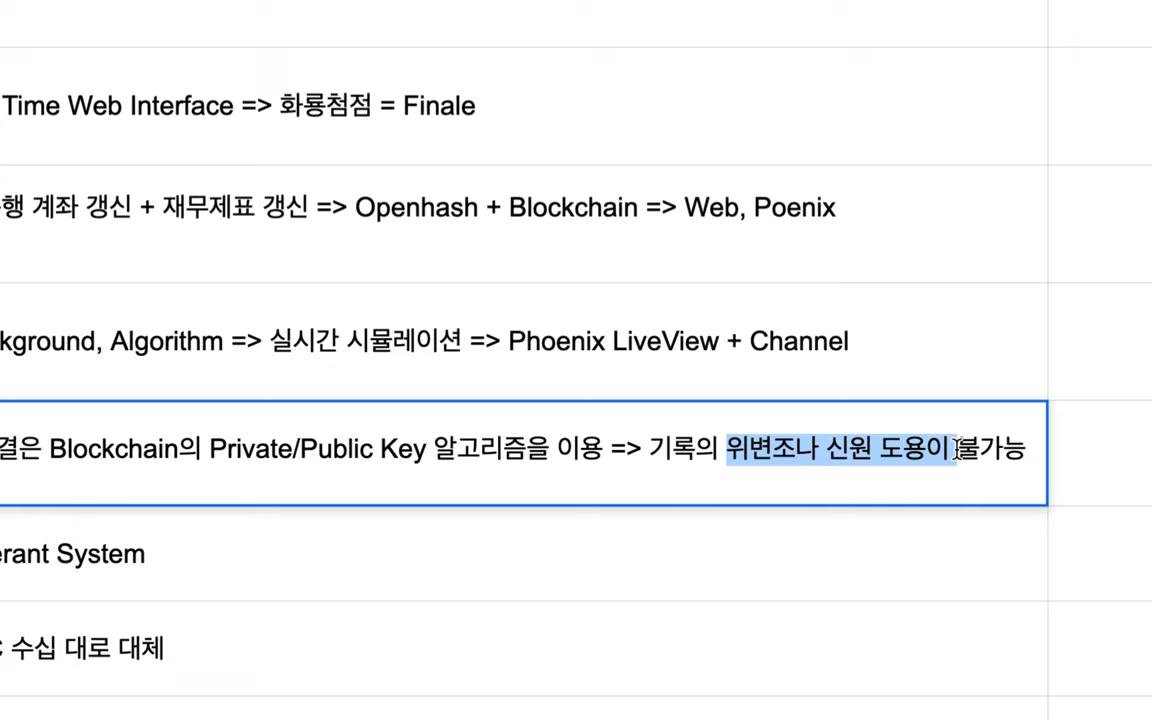 Time Web Interface => 화룡첨점 = Finale
행 계좌 갱신 + 재무제표 갱신 => Openhash + Blockchain => Web, Poenix
kground, Algorithm => 실시간 시뮬레이션 => Phoenix LiveView + Channel
결은 Blockchain의 Private/Public Key 알고리즘을 이용 => 기록의 위변조나 신원 도용이 불가능
erant System
수십 대로 대체